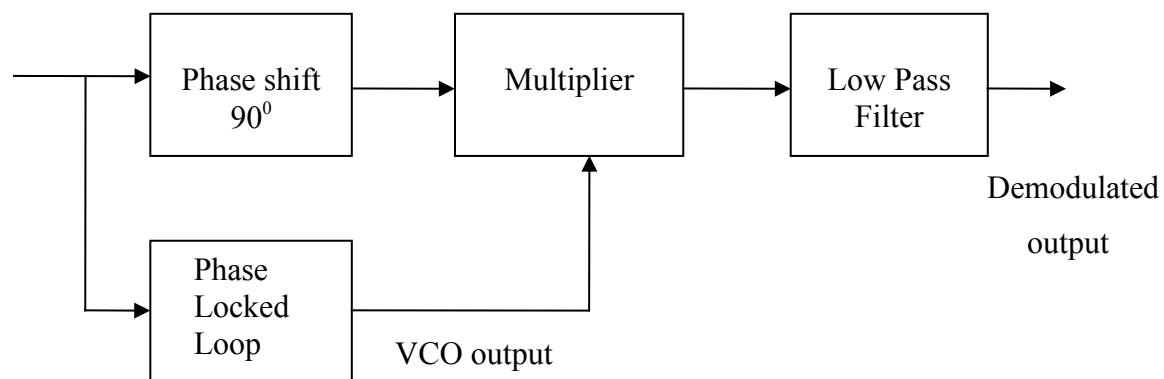 Phase shift
90⁰
Multiplier
Low Pass
Filter
Demodulated
output
Phase
Locked
Loop
VCO output